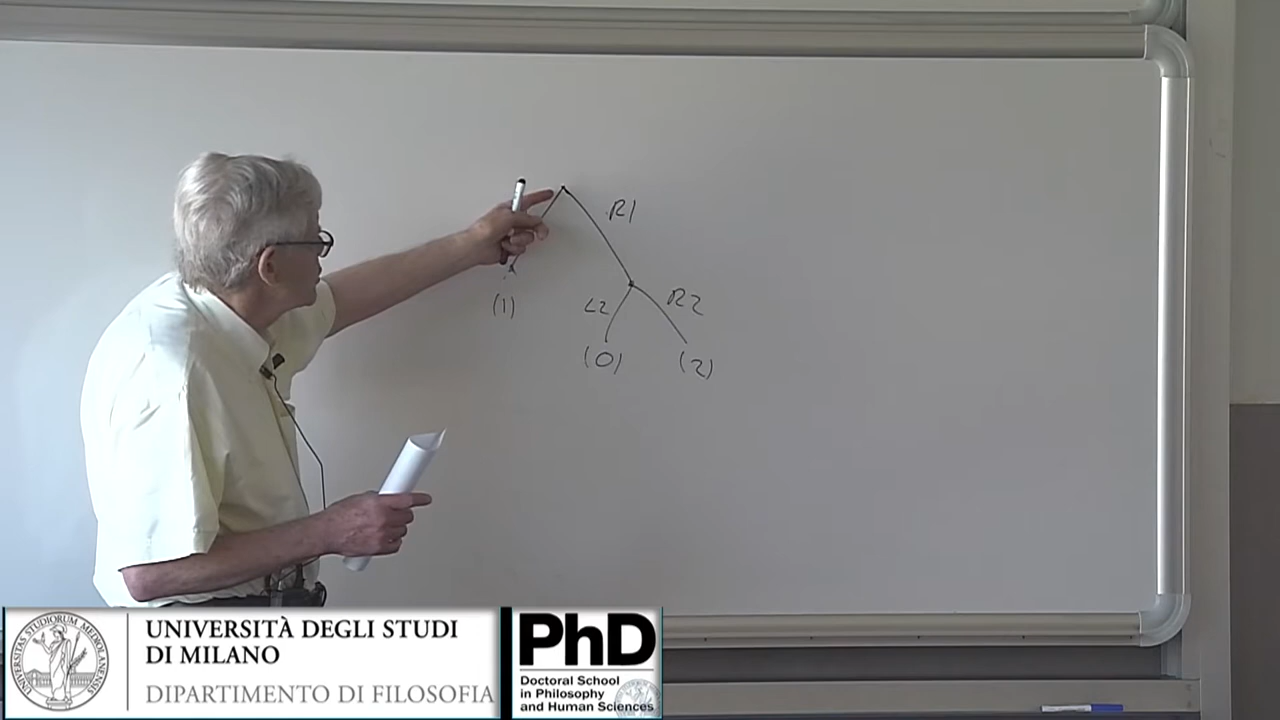 R1
(1)
L2
R2
(0)
(2)
UNIVERSITÀ DEGLI STUDI
DI MILANO
DIPARTIMENTO DI FILOSOFIA
PhD
Doctoral School
in Philosophy
and Human Sciences